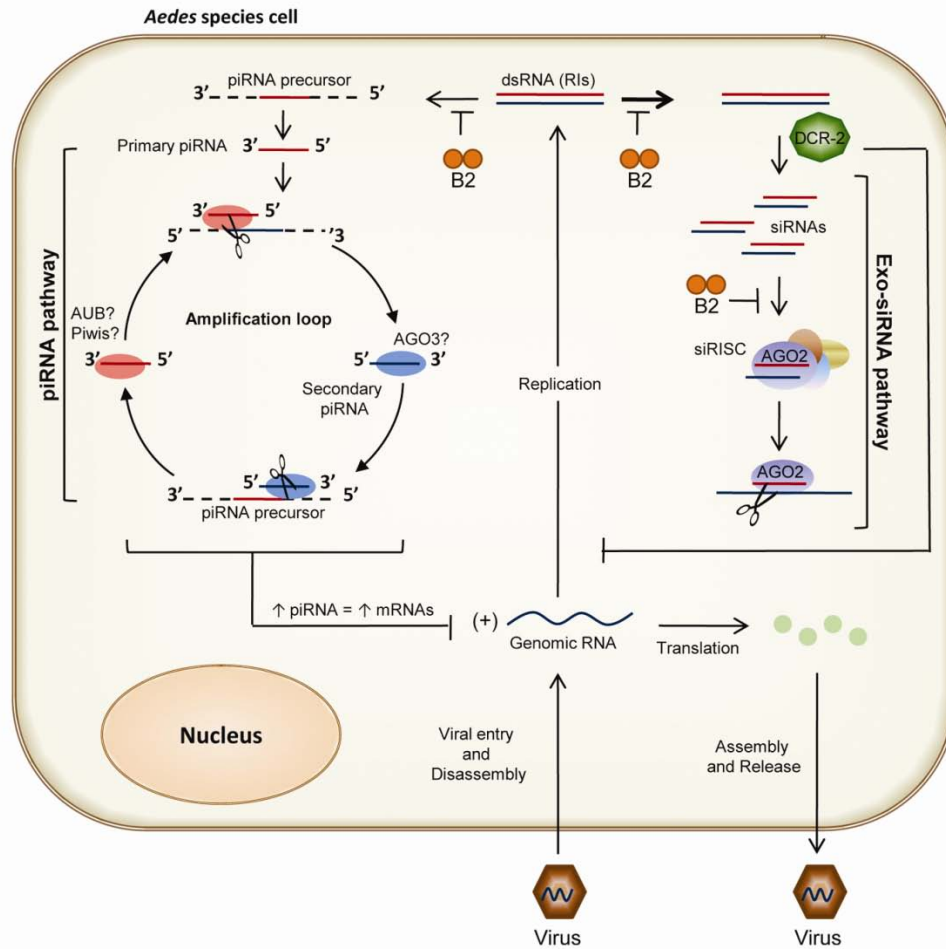 Aedes species cell
piRNA precursor
3’
5’
Primary piRNA
3’
5’
dsRNA (RIs)
B2
B2
DCR-2
siRNAs
B2
siRISC
AGO2
AGO2
Exo-siRNA pathway
piRNA pathway
3’
5’
5’
’3
Amplification loop
AUB?
Piwis?
3’
5’
AGO3?
5’
3’
Secondary
piRNA
5’
3’
3’
5’
piRNA precursor
Replication
↑ piRNA = ↑ mRNAs
(+)
Genomic RNA
Translation
Nucleus
Viral entry
and
Disassembly
Assembly
and Release
Virus
Virus